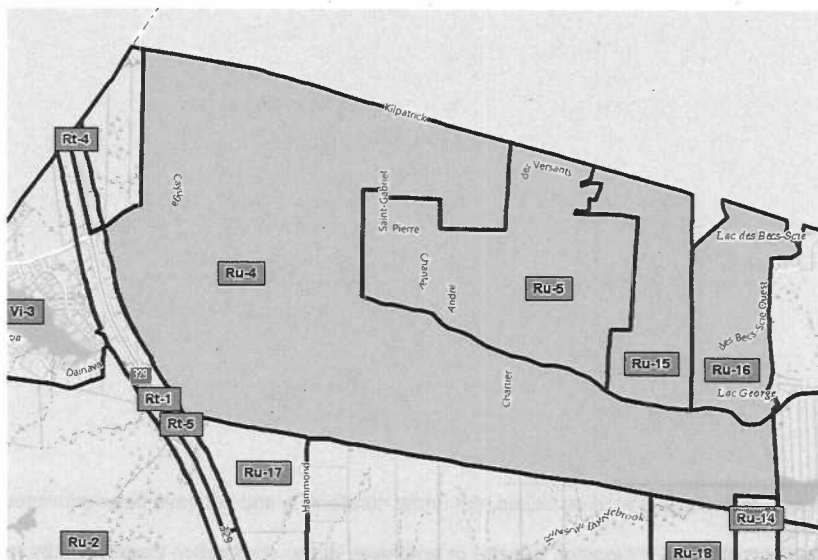 Kilpatrick
Rt-4
des Versants
Cayuga
Saint-Gabriel
Pierre
Lac des Becs-Scie
Chantal
Ru-4
André
Ru-5
Vi-3
des Becs-Scie Ouest
Dainava
329
Ru-15
Ru-16
Chartier
Lac George
Rt-1
Rt-5
Ru-17
Hammond
329
Ru-14
Ru-2
Ru-18